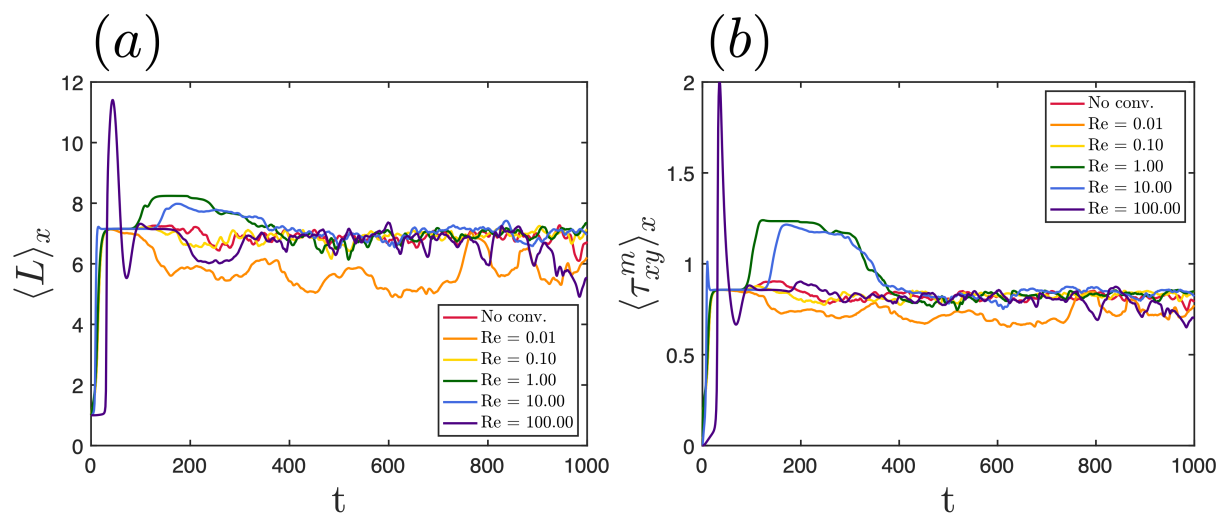 (a)
12
10
8
6
4
2
0
⟨L⟩x
0 200 400 600 800 1000
t
No conv.
Re = 0.01
Re = 0.10
Re = 1.00
Re = 10.00
Re = 100.00
(b)
2
1.5
1
0.5
0
⟨τ^m_xy⟩x
0 200 400 600 800 1000
t
No conv.
Re = 0.01
Re = 0.10
Re = 1.00
Re = 10.00
Re = 100.00